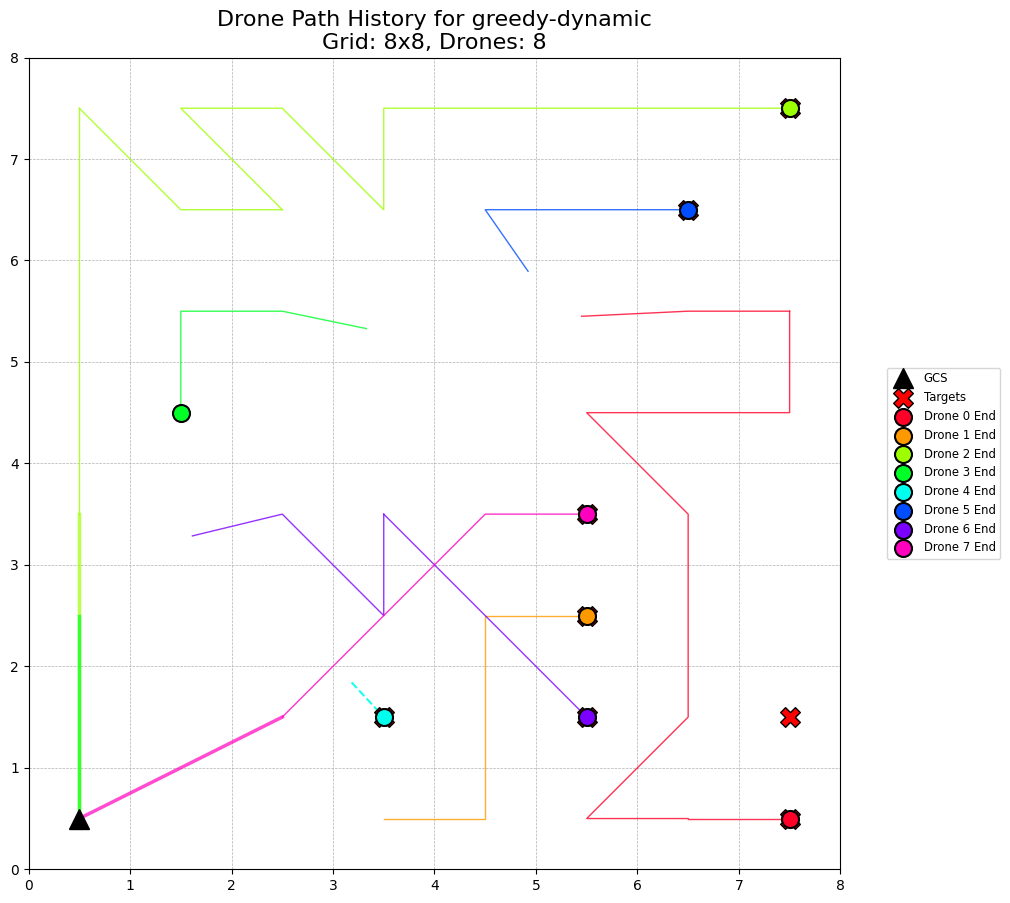 Drone Path History for greedy-dynamic
Grid: 8x8, Drones: 8
8
7
6
5
4
3
2
1
0
0 1 2 3 4 5 6 7 8
GCS
Targets
Drone 0 End
Drone 1 End
Drone 2 End
Drone 3 End
Drone 4 End
Drone 5 End
Drone 6 End
Drone 7 End